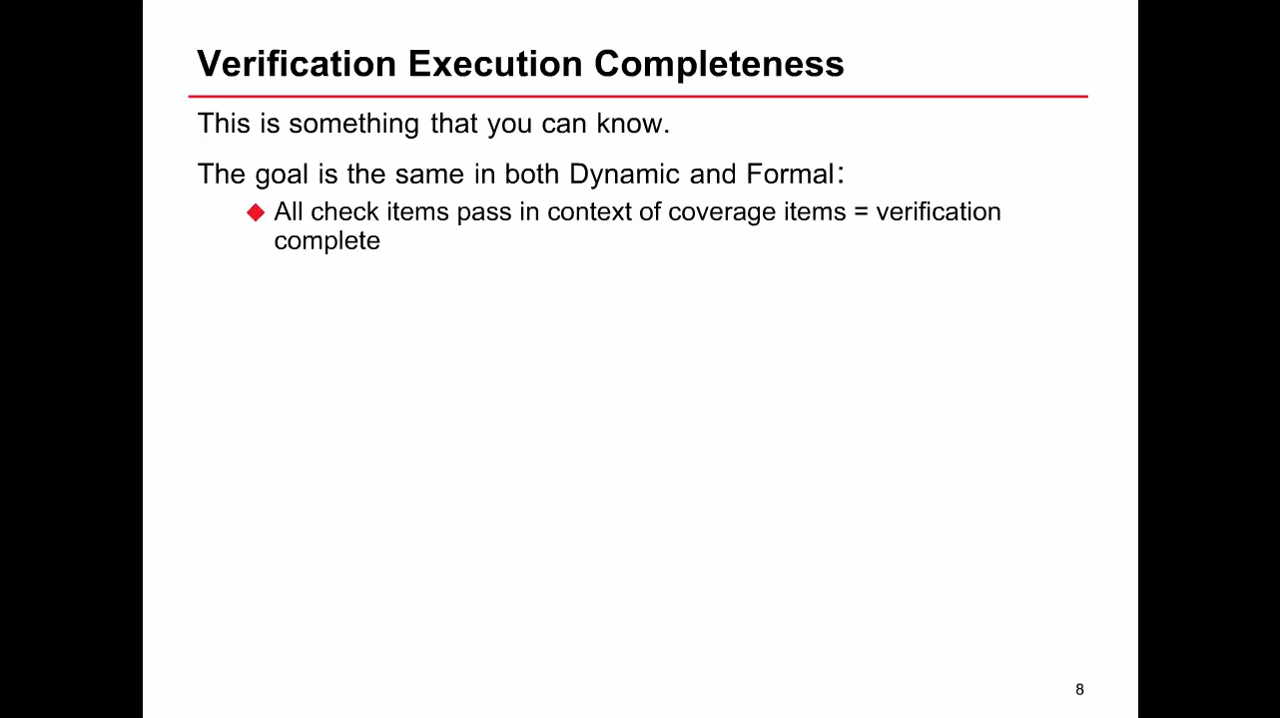 Verification Execution Completeness
This is something that you can know.
The goal is the same in both Dynamic and Formal:
All check items pass in context of coverage items = verification
complete
8